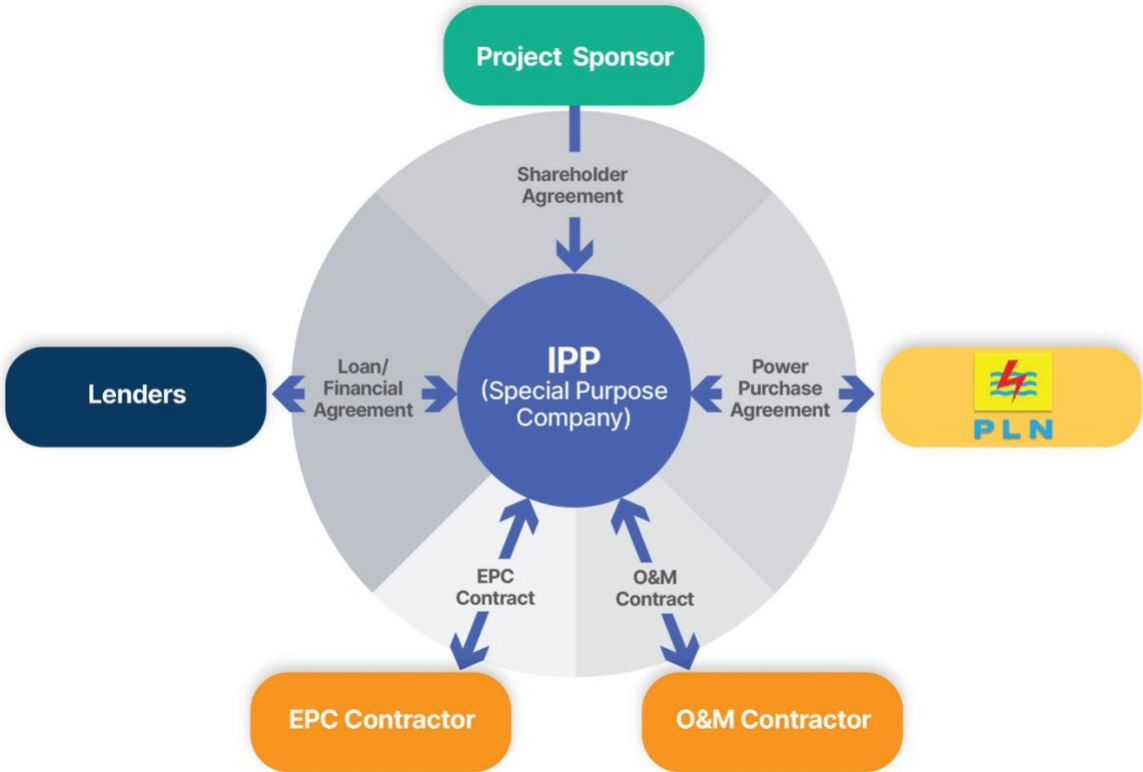 Project Sponsor
Shareholder
Agreement
Lenders
Loan/
Financial
Agreement
IPP
(Special Purpose
Company)
Power
Purchase
Agreement
PLN
EPC
Contract
O&M
Contract
EPC Contractor
O&M Contractor